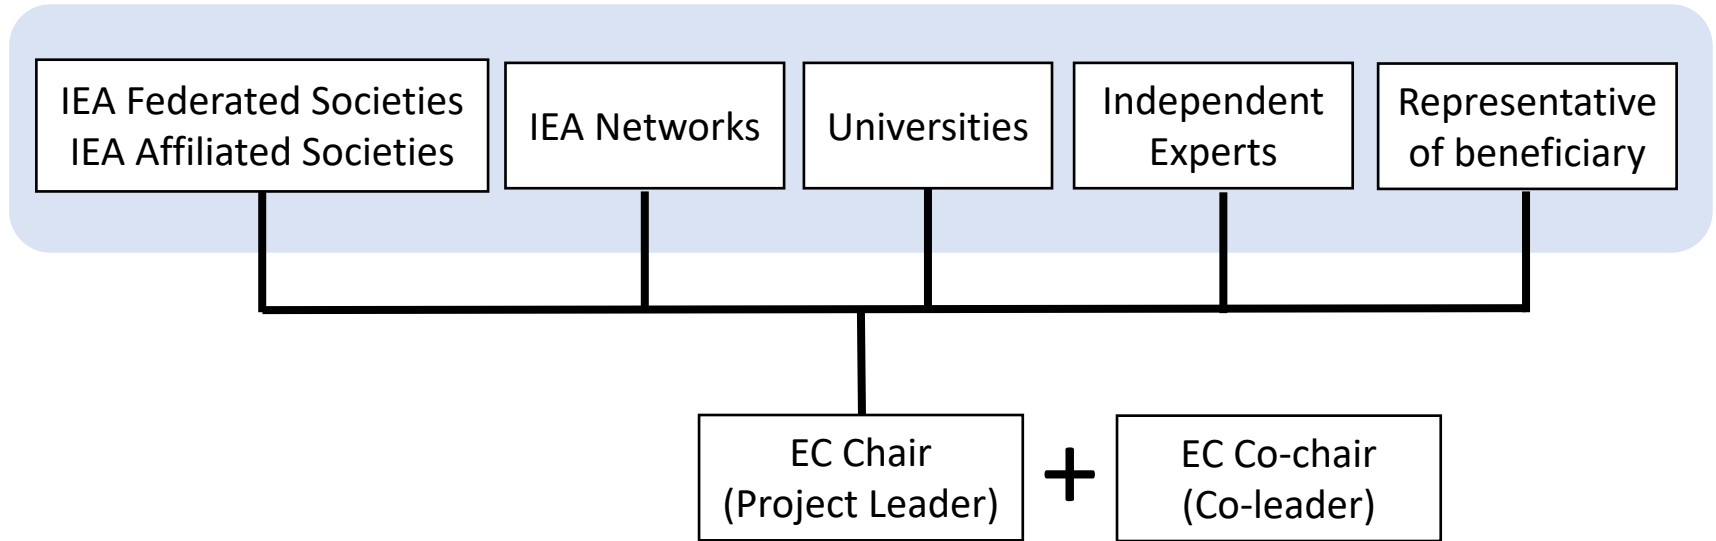 IEA Federated Societies
IEA Affiliated Societies
IEA Networks
Universities
Independent
Experts
Representative
of beneficiary
EC Chair
(Project Leader)
+
EC Co-chair
(Co-leader)